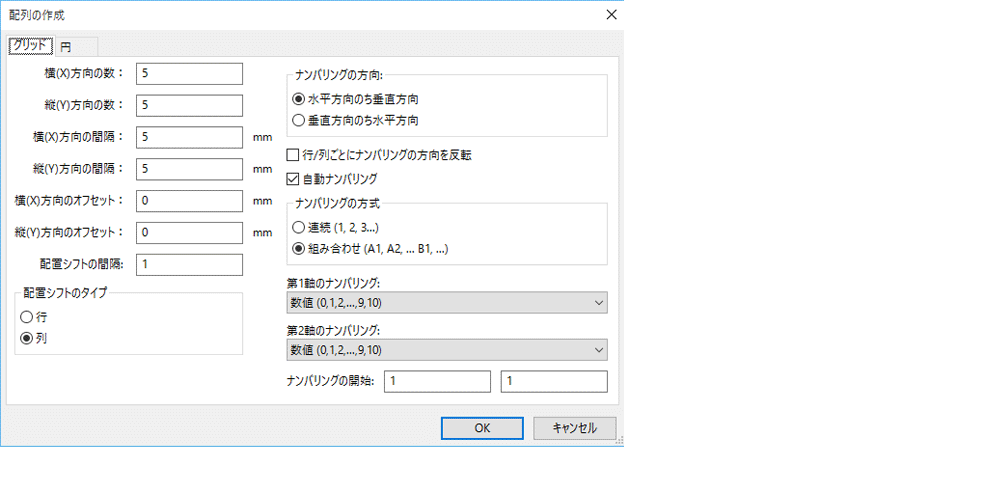 配列の作成
グリッド
円
横(X)方向の数：
5
縦(Y)方向の数：
5
横(X)方向の間隔：
5
mm
縦(Y)方向の間隔：
5
mm
横(X)方向のオフセット：
0
mm
縦(Y)方向のオフセット：
0
mm
配置シフトの間隔:
1
配置シフトのタイプ
行
列
ナンバリングの方向:
水平方向のち垂直方向
垂直方向のち水平方向
行/列ごとにナンバリングの方向を反転
自動ナンバリング
ナンバリングの方式
連続 (1, 2, 3...)
組み合わせ (A1, A2, ... B1, ...)
第1軸のナンバリング:
数値 (0,1,2,...,9,10)
第2軸のナンバリング:
数値 (0,1,2,...,9,10)
ナンバリングの開始:
1
1
OK
キャンセル